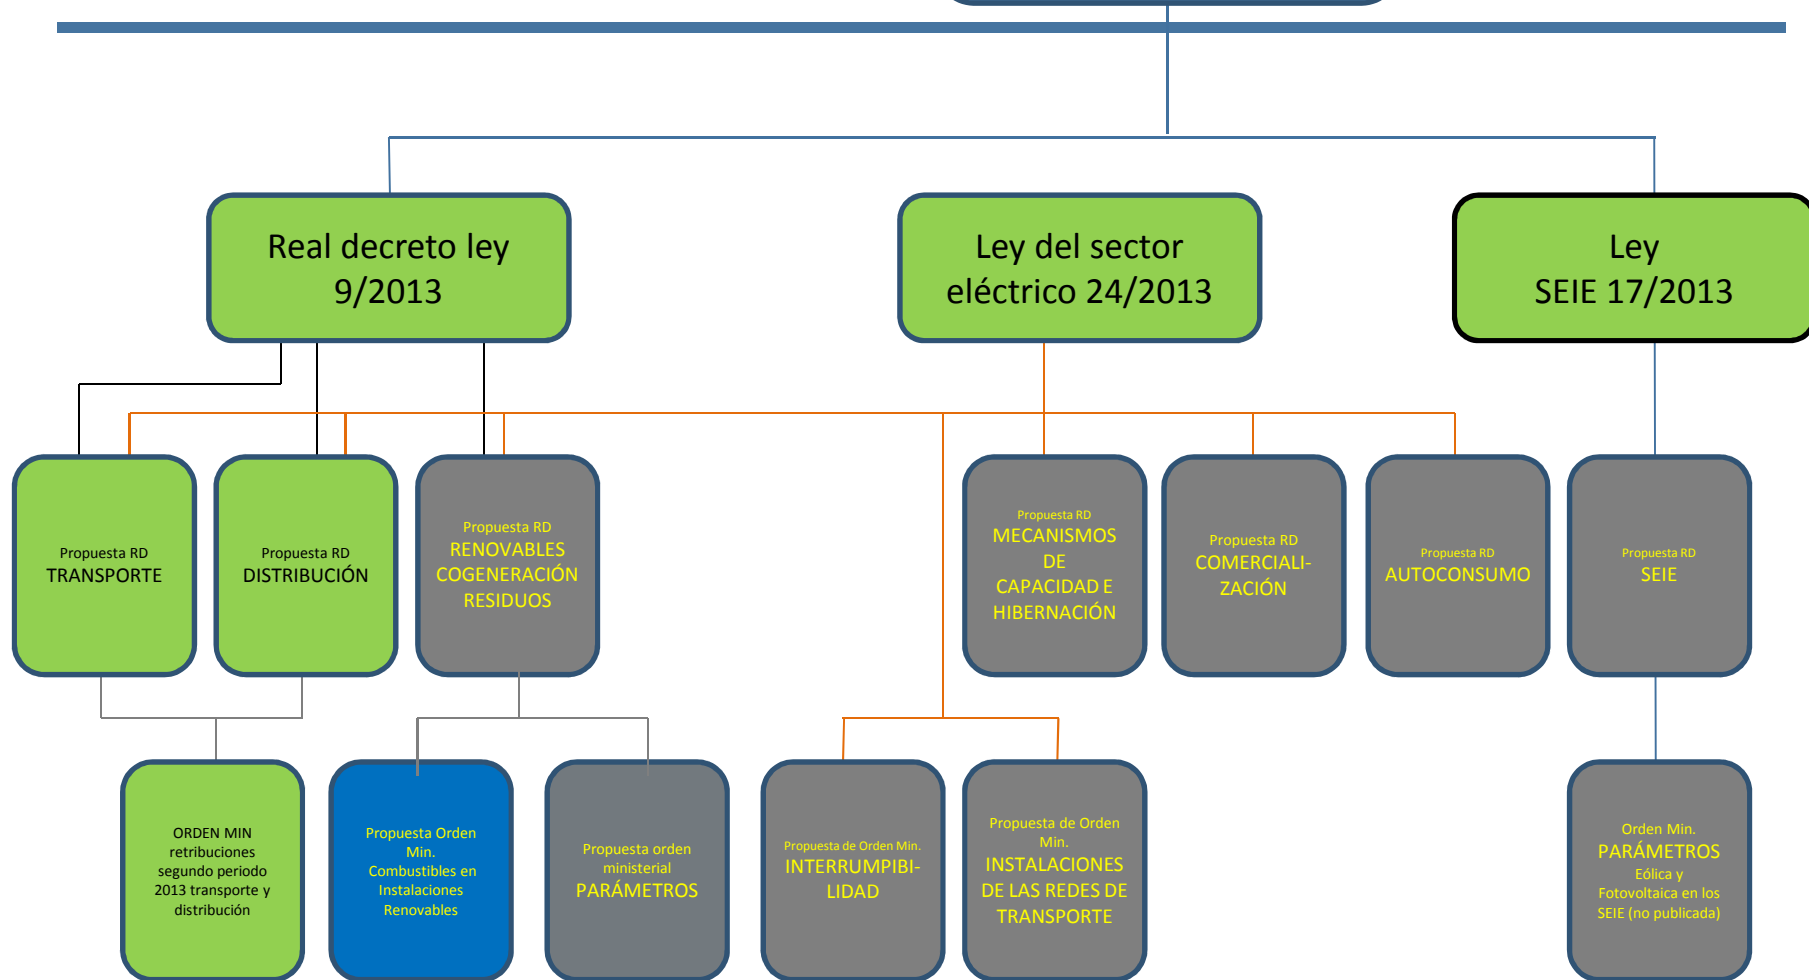 Real decreto ley
9/2013
Ley del sector
eléctrico 24/2013
Ley
SEIE 17/2013
Propuesta RD
TRANSPORTE
Propuesta RD
DISTRIBUCIÓN
Propuesta RD
RENOVABLES
COGENERACIÓN
RESIDUOS
Propuesta RD
MECANISMOS
DE
CAPACIDAD E
HIBERNACIÓN
Propuesta RD
COMERCIALI-
ZACIÓN
Propuesta RD
AUTOCONSUMO
Propuesta RD
SEIE
ORDEN MIN
retribuciones
segundo periodo
2013 transporte y
distribución
Propuesta Orden
Min.
Combustibles en
Instalaciones
Renovables
Propuesta orden
ministerial
PARÁMETROS
Propuesta de Orden Min.
INTERRUMPIBI-
LIDAD
Propuesta de Orden
Min.
INSTALACIONES
DE LAS REDES DE
TRANSPORTE
Orden Min.
PARÁMETROS
Eólica y
Fotovoltaica en los
SEIE (no publicada)